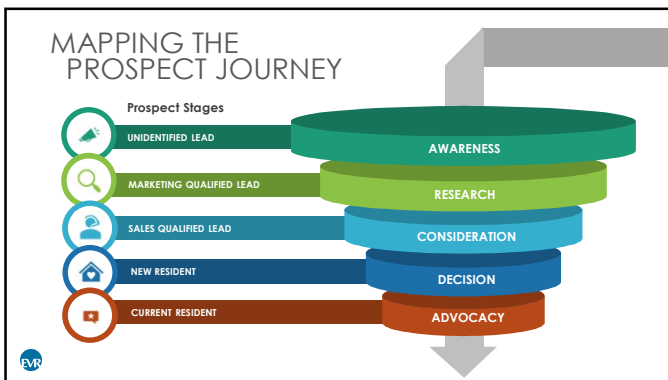 MAPPING THE
PROSPECT JOURNEY
Prospect Stages
UNIDENTIFIED LEAD
AWARENESS
MARKETING QUALIFIED LEAD
RESEARCH
SALES QUALIFIED LEAD
CONSIDERATION
NEW RESIDENT
DECISION
CURRENT RESIDENT
ADVOCACY
EVR